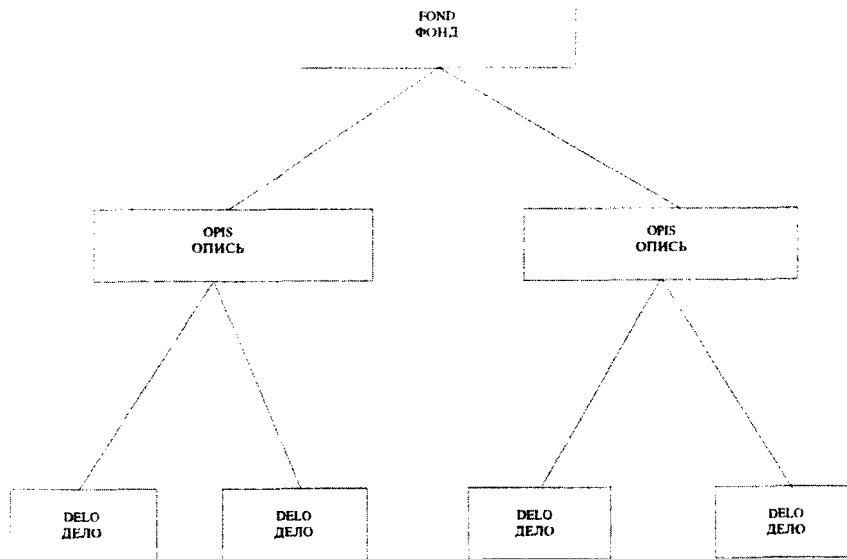 FOND
ФОНД
OPIS
ОПИСЬ
OPIS
ОПИСЬ
DELO
ДЕЛО
DELO
ДЕЛО
DELO
ДЕЛО
DELO
ДЕЛО